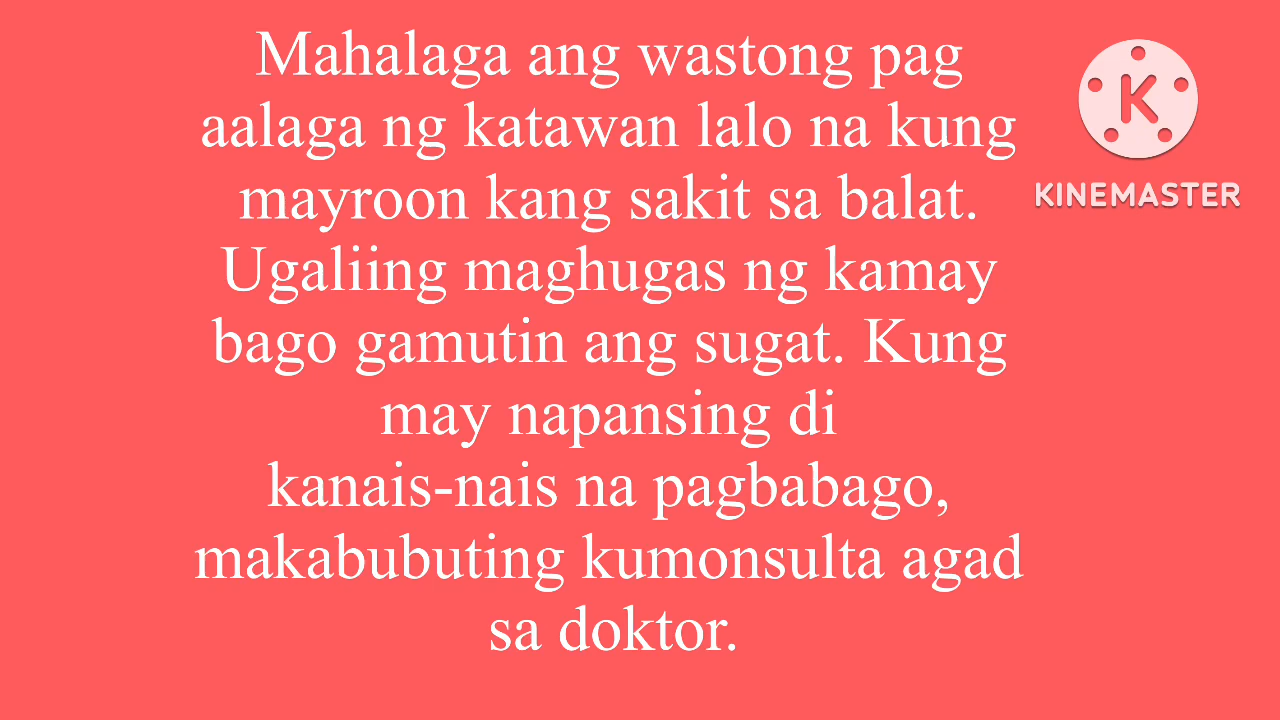 Mahalaga ang wastong pag
aalaga ng katawan lalo na kung
mayroon kang sakit sa balat.
Ugaliing maghugas ng kamay
bago gamutin ang sugat. Kung
may napansing di
kanais-nais na pagbabago,
makabubuting kumonsulta agad
sa doktor.
K
KINEMASTER